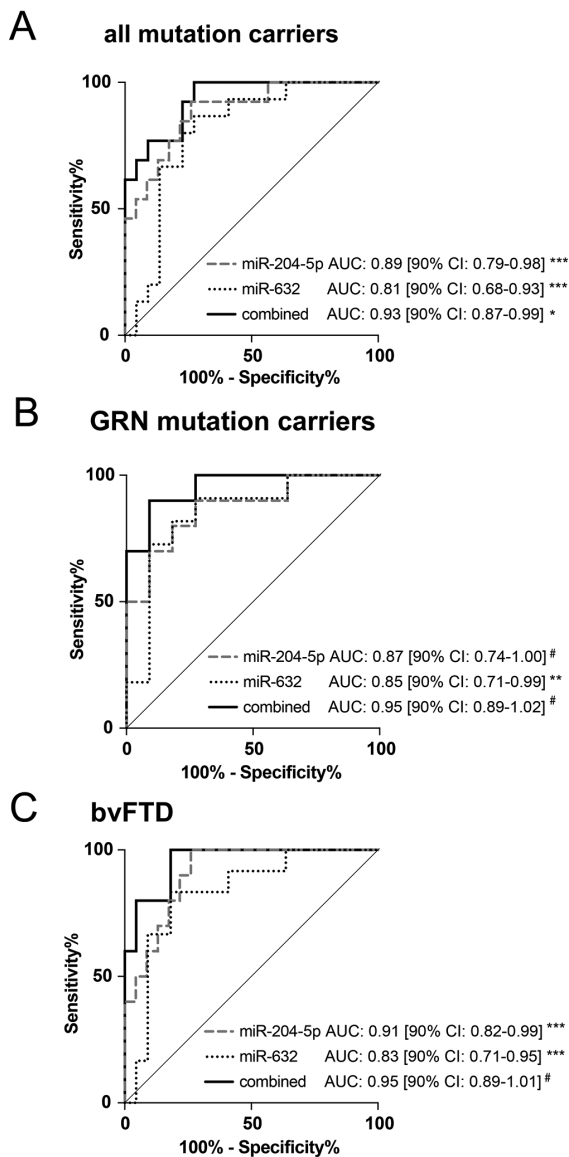 A
all mutation carriers
100
50
0
Sensitivity%
miR-204-5p AUC: 0.89 [90% CI: 0.79-0.98] ***
miR-632 AUC: 0.81 [90% CI: 0.68-0.93] ***
combined AUC: 0.93 [90% CI: 0.87-0.99] *
0 50 100
100% - Specificity%
B
GRN mutation carriers
100
50
0
Sensitivity%
miR-204-5p AUC: 0.87 [90% CI: 0.74-1.00] #
miR-632 AUC: 0.85 [90% CI: 0.71-0.99] **
combined AUC: 0.95 [90% CI: 0.89-1.02] #
0 50 100
100% - Specificity%
C
bvFTD
100
50
0
Sensitivity%
miR-204-5p AUC: 0.91 [90% CI: 0.82-0.99] ***
miR-632 AUC: 0.83 [90% CI: 0.71-0.95] ***
combined AUC: 0.95 [90% CI: 0.89-1.01] #
0 50 100
100% - Specificity%